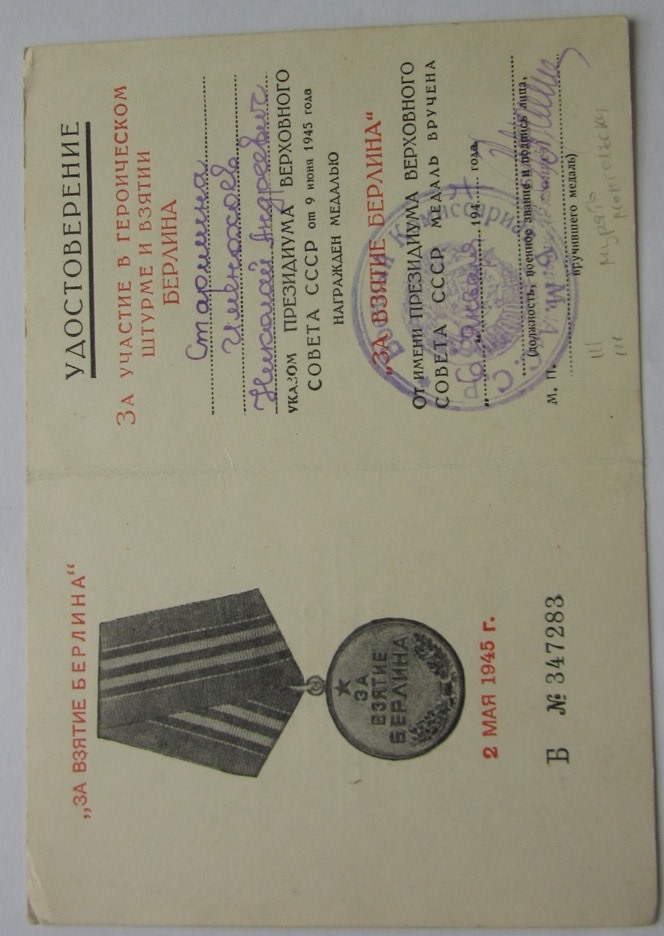 „ЗА ВЗЯТИЕ БЕРЛИНА“
ЗА
ВЗЯТИЕ
БЕРЛИНА
2 МАЯ 1945 г.
Б № 347283
УДОСТОВЕРЕНИЕ
ЗА УЧАСТИЕ В ГЕРОИЧЕСКОМ
ШТУРМЕ И ВЗЯТИИ
БЕРЛИНА
Старшина
Николай Андреевич
УКАЗОМ ПРЕЗИДИУМА ВЕРХОВНОГО
СОВЕТА СССР от 9 июня 1945 года
НАГРАЖДЕН МЕДАЛЬЮ
„ЗА ВЗЯТИЕ БЕРЛИНА“
ОТ ИМЕНИ ПРЕЗИДИУМА ВЕРХОВНОГО
СОВЕТА СССР МЕДАЛЬ ВРУЧЕНА
194 7 года
(должность, военное звание и подпись лица,
М. П.
вручившего медаль)